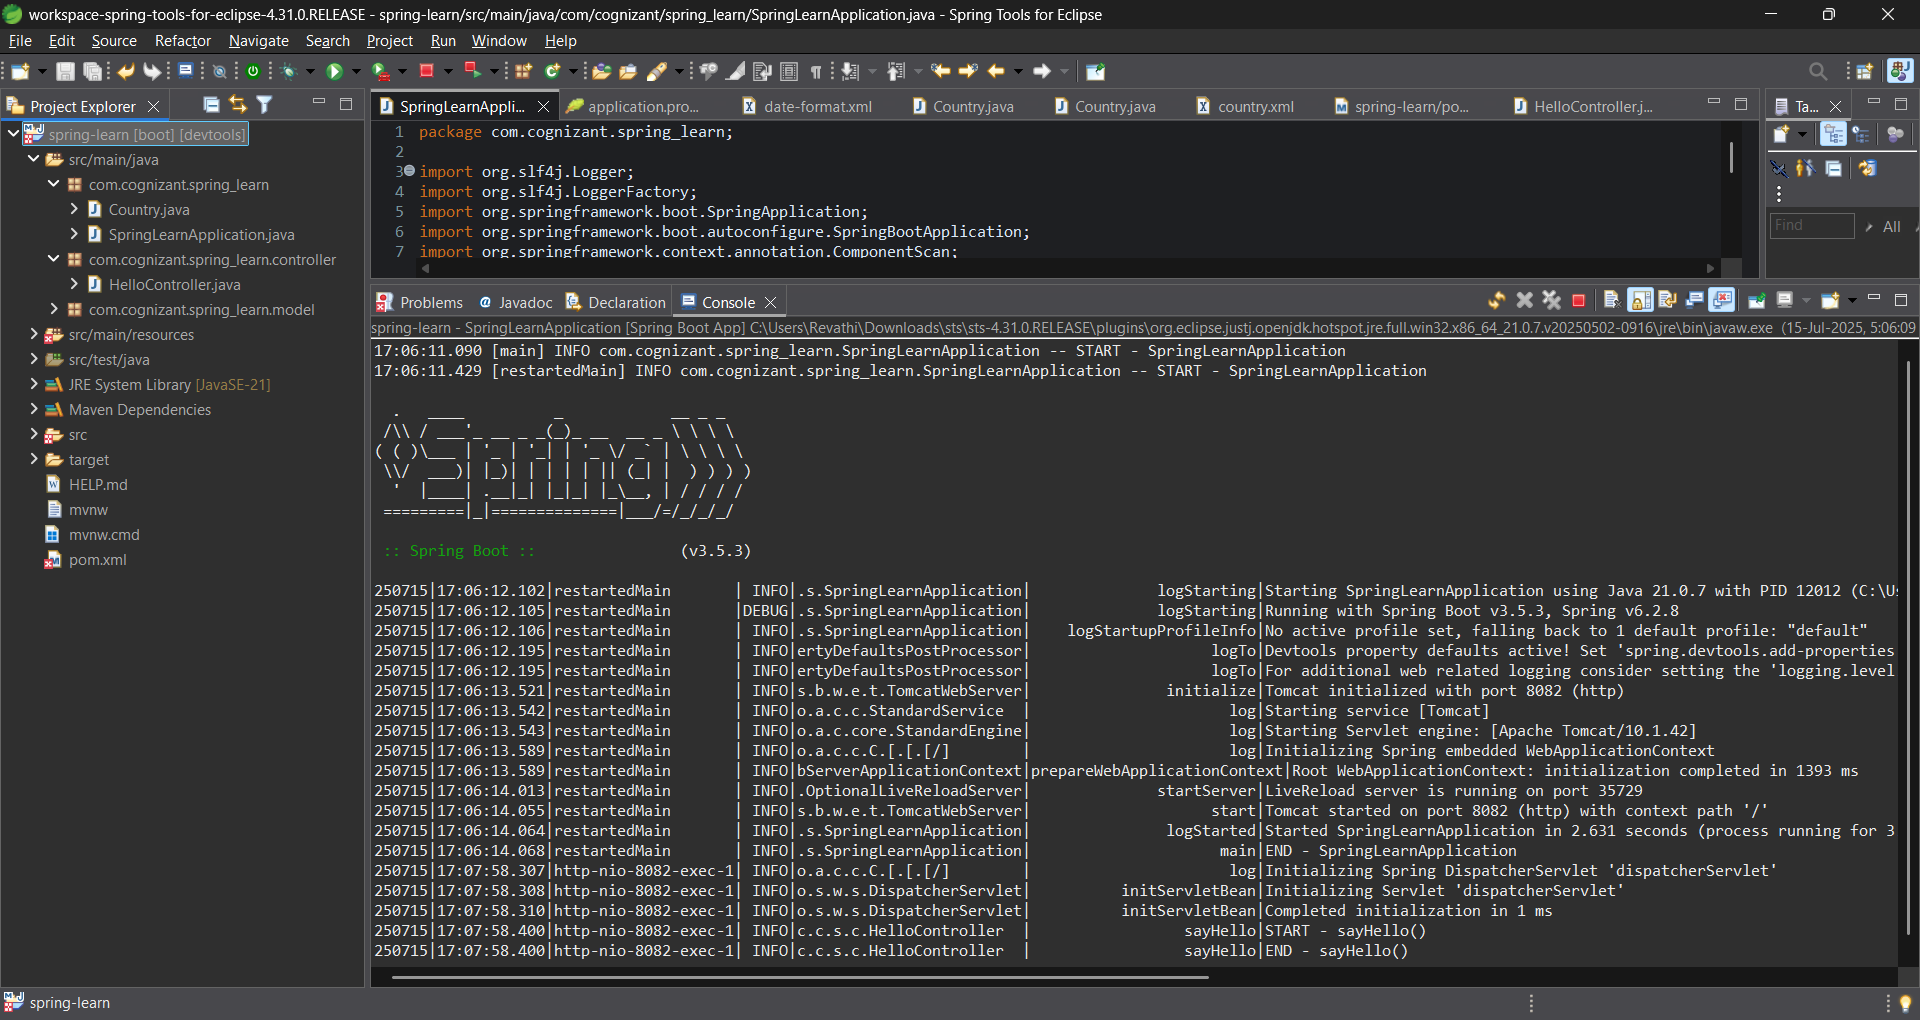 workspace-spring-tools-for-eclipse-4.31.0.RELEASE - spring-learn/src/main/java/com/cognizant/spring_learn/SpringLearnApplication.java - Spring Tools for Eclipse
File Edit Source Refactor Navigate Search Project Run Window Help
Project Explorer
spring-learn [boot] [devtools]
src/main/java
com.cognizant.spring_learn
Country.java
SpringLearnApplication.java
com.cognizant.spring_learn.controller
HelloController.java
com.cognizant.spring_learn.model
src/main/resources
src/test/java
JRE System Library [JavaSE-21]
Maven Dependencies
src
target
HELP.md
mvnw
mvnw.cmd
pom.xml
SpringLearnAppli... application.pro... date-format.xml Country.java Country.java country.xml spring-learn/po... HelloController.j...
1 package com.cognizant.spring_learn;
2
3 import org.slf4j.Logger;
4 import org.slf4j.LoggerFactory;
5 import org.springframework.boot.SpringApplication;
6 import org.springframework.boot.autoconfigure.SpringBootApplication;
7 import org.springframework.context.annotation.ComponentScan;
Ta...
Find
All
Problems Javadoc Declaration Console
spring-learn - SpringLearnApplication [Spring Boot App] C:\Users\Revathi\Downloads\sts\sts-4.31.0.RELEASE\plugins\org.eclipse.justj.openjdk.hotspot.jre.full.win32.x86_64_21.0.7.v20250502-0916\jre\bin\javaw.exe (15-Jul-2025, 5:06:09
17:06:11.090 [main] INFO com.cognizant.spring_learn.SpringLearnApplication -- START - SpringLearnApplication
17:06:11.429 [restartedMain] INFO com.cognizant.spring_learn.SpringLearnApplication -- START - SpringLearnApplication
  .   ____          _            __ _ _
 /\\ / ___'_ __ _ _(_)_ __  __ _ \ \ \ \
( ( )\___ | '_ | '_| | '_ \/ _` | \ \ \ \
 \\/  ___)| |_)| | | | | || (_| |  ) ) ) )
  '  |____| .__|_| |_|_| |_\__, | / / / /
 =========|_|==============|___/=/_/_/_/
:: Spring Boot :: (v3.5.3)
250715|17:06:12.102|restartedMain | INFO|.s.SpringLearnApplication| logStarting|Starting SpringLearnApplication using Java 21.0.7 with PID 12012 (C:\Us
250715|17:06:12.105|restartedMain |DEBUG|.s.SpringLearnApplication| logStarting|Running with Spring Boot v3.5.3, Spring v6.2.8
250715|17:06:12.106|restartedMain | INFO|.s.SpringLearnApplication| logStartupProfileInfo|No active profile set, falling back to 1 default profile: "default"
250715|17:06:12.195|restartedMain | INFO|ertyDefaultsPostProcessor| logTo|Devtools property defaults active! Set 'spring.devtools.add-properties
250715|17:06:12.195|restartedMain | INFO|ertyDefaultsPostProcessor| logTo|For additional web related logging consider setting the 'logging.level
250715|17:06:13.521|restartedMain | INFO|s.b.w.e.t.TomcatWebServer| initialize|Tomcat initialized with port 8082 (http)
250715|17:06:13.542|restartedMain | INFO|o.a.c.c.StandardService | log|Starting service [Tomcat]
250715|17:06:13.543|restartedMain | INFO|o.a.c.core.StandardEngine| log|Starting Servlet engine: [Apache Tomcat/10.1.42]
250715|17:06:13.589|restartedMain | INFO|o.a.c.c.C.[.[.[/] | log|Initializing Spring embedded WebApplicationContext
250715|17:06:13.589|restartedMain | INFO|bServerApplicationContext|prepareWebApplicationContext|Root WebApplicationContext: initialization completed in 1393 ms
250715|17:06:14.013|restartedMain | INFO|.OptionalLiveReloadServer| startServer|LiveReload server is running on port 35729
250715|17:06:14.055|restartedMain | INFO|s.b.w.e.t.TomcatWebServer| start|Tomcat started on port 8082 (http) with context path '/'
250715|17:06:14.064|restartedMain | INFO|.s.SpringLearnApplication| logStarted|Started SpringLearnApplication in 2.631 seconds (process running for 3
250715|17:06:14.068|restartedMain | INFO|.s.SpringLearnApplication| main|END - SpringLearnApplication
250715|17:07:58.307|http-nio-8082-exec-1| INFO|o.a.c.c.C.[.[.[/] | log|Initializing Spring DispatcherServlet 'dispatcherServlet'
250715|17:07:58.308|http-nio-8082-exec-1| INFO|o.s.w.s.DispatcherServlet| initServletBean|Initializing Servlet 'dispatcherServlet'
250715|17:07:58.310|http-nio-8082-exec-1| INFO|o.s.w.s.DispatcherServlet| initServletBean|Completed initialization in 1 ms
250715|17:07:58.400|http-nio-8082-exec-1| INFO|c.c.s.c.HelloController | sayHello|START - sayHello()
250715|17:07:58.400|http-nio-8082-exec-1| INFO|c.c.s.c.HelloController | sayHello|END - sayHello()
spring-learn